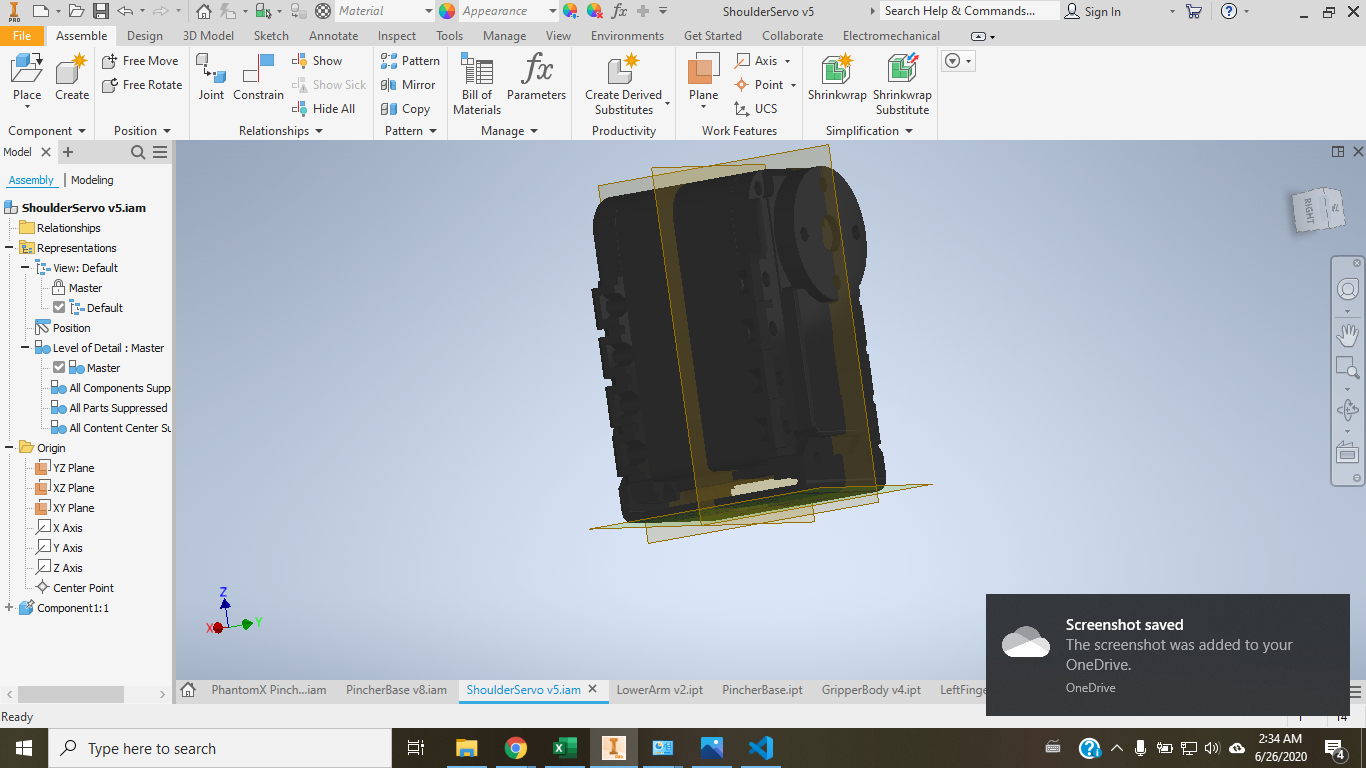 PRO
Material
Appearance
ShoulderServo v5
Search Help & Commands...
Sign In
File
Assemble
Design
3D Model
Sketch
Annotate
Inspect
Tools
Manage
View
Environments
Get Started
Collaborate
Electromechanical
Place
Create
Free Move
Free Rotate
Joint
Constrain
Show
Show Sick
Hide All
Pattern
Mirror
Copy
Bill of
Materials
fx
Parameters
Create Derived
Substitutes
Plane
Axis
Point
UCS
Shrinkwrap
Shrinkwrap
Substitute
Component
Position
Relationships
Pattern
Manage
Productivity
Work Features
Simplification
Model
Assembly
Modeling
ShoulderServo v5.iam
Relationships
Representations
View: Default
Master
Default
Position
Level of Detail : Master
Master
All Components Supp
All Parts Suppressed
All Content Center Su
Origin
YZ Plane
XZ Plane
XY Plane
X Axis
Y Axis
Z Axis
Center Point
Component1:1
RIGHT
Z
X
Y
Screenshot saved
The screenshot was added to your
OneDrive.
OneDrive
PhantomX Pinch...iam
PincherBase v8.iam
ShoulderServo v5.iam
LowerArm v2.ipt
PincherBase.ipt
GripperBody v4.ipt
LeftFinge
Ready
1
14
Type here to search
2:34 AM
6/26/2020
4